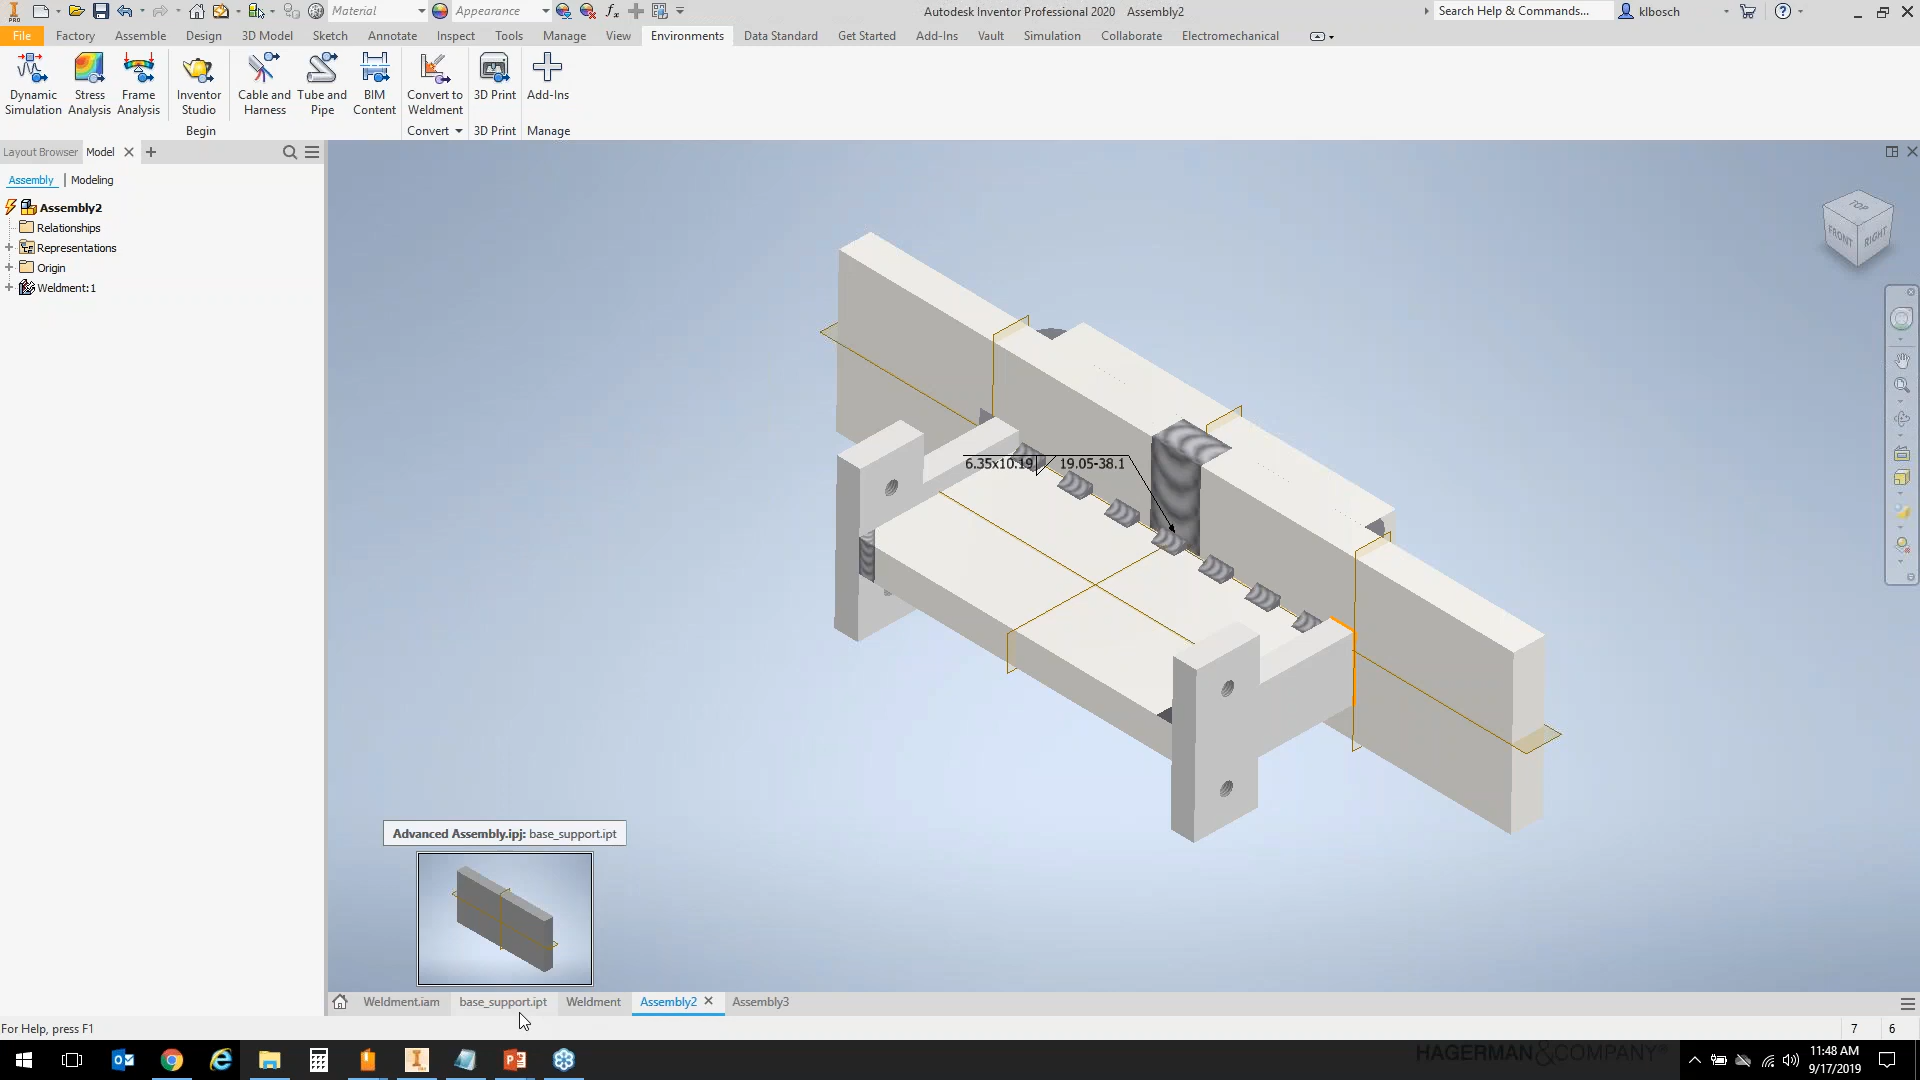 Material
Appearance
Autodesk Inventor Professional 2020 Assembly2
Search Help & Commands...
klbosch
File Factory Assemble Design 3D Model Sketch Annotate Inspect Tools Manage View Environments Data Standard Get Started Add-Ins Vault Simulation Collaborate Electromechanical
Dynamic Simulation
Stress Analysis
Frame Analysis
Inventor Studio
Cable and Harness
Tube and Pipe
BIM Content
Convert to Weldment
3D Print
Add-Ins
Begin
Convert
3D Print
Manage
Layout Browser Model
Assembly | Modeling
Assembly2
Relationships
Representations
Origin
Weldment:1
TOP
FRONT
RIGHT
6.35x10.19
19.05-38.1
Advanced Assembly.ipj: base_support.ipt
Weldment.iam base_support.ipt Weldment Assembly2 Assembly3
For Help, press F1
7 6
HAGERMAN & COMPANY
11:48 AM
9/17/2019